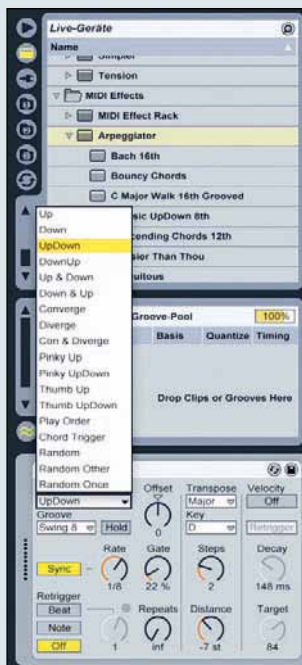 Live-Geräte
Name
Simpler
Tension
MIDI Effects
MIDI Effect Rack
Arpeggiator
Bach 16th
Bouncy Chords
C Major Walk 16th Grooved
sic UpDown 8th
cending Chords 12th
sier Than Thou
uitous
Up
Down
UpDown
DownUp
Up & Down
Down & Up
Converge
Diverge
Con & Diverge
Pinky Up
Pinky UpDown
Thumb Up
Thumb UpDown
Play Order
Chord Trigger
Random
Random Other
Random Once
Groove-Pool 100%
Basis Quantize Timing
Drop Clips or Grooves Here
UpDown Offset Transpose Velocity
Major Off
Groove 0 Key
Swing 8 Hold D Retrigger
Rate Gate Steps Decay
Sync 1/8 22 % 2 148 ms
Retrigger
Beat Repeats Distance Target
Note
Off 1 inf -7 st 84